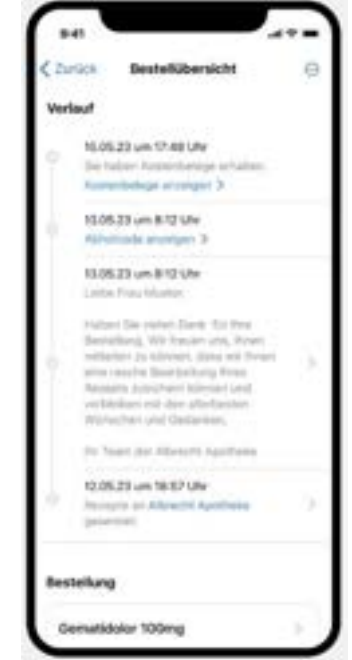 9:41
Zurück Bestellübersicht
Verlauf
15.05.23 um 17:48 Uhr
Sie haben Kostenbelege erhalten.
Kostenbelege anzeigen
13.05.23 um 8:12 Uhr
Abholcode anzeigen
13.05.23 um 8:12 Uhr
Liebe Frau Muster,
Haben Sie vielen Dank für Ihre
Bestellung. Wir freuen uns, Ihnen
mitteilen zu können, dass wir Ihnen
eine rasche Bearbeitung Ihres
Rezepts zusichern können und
verbleiben mit den allerbesten
Wünschen und Gedanken,
Ihr Team der Albrecht Apotheke
12.05.23 um 16:57 Uhr
Rezepte an Albrecht Apotheke
gesendet
Bestellung
Gematidolor 100mg